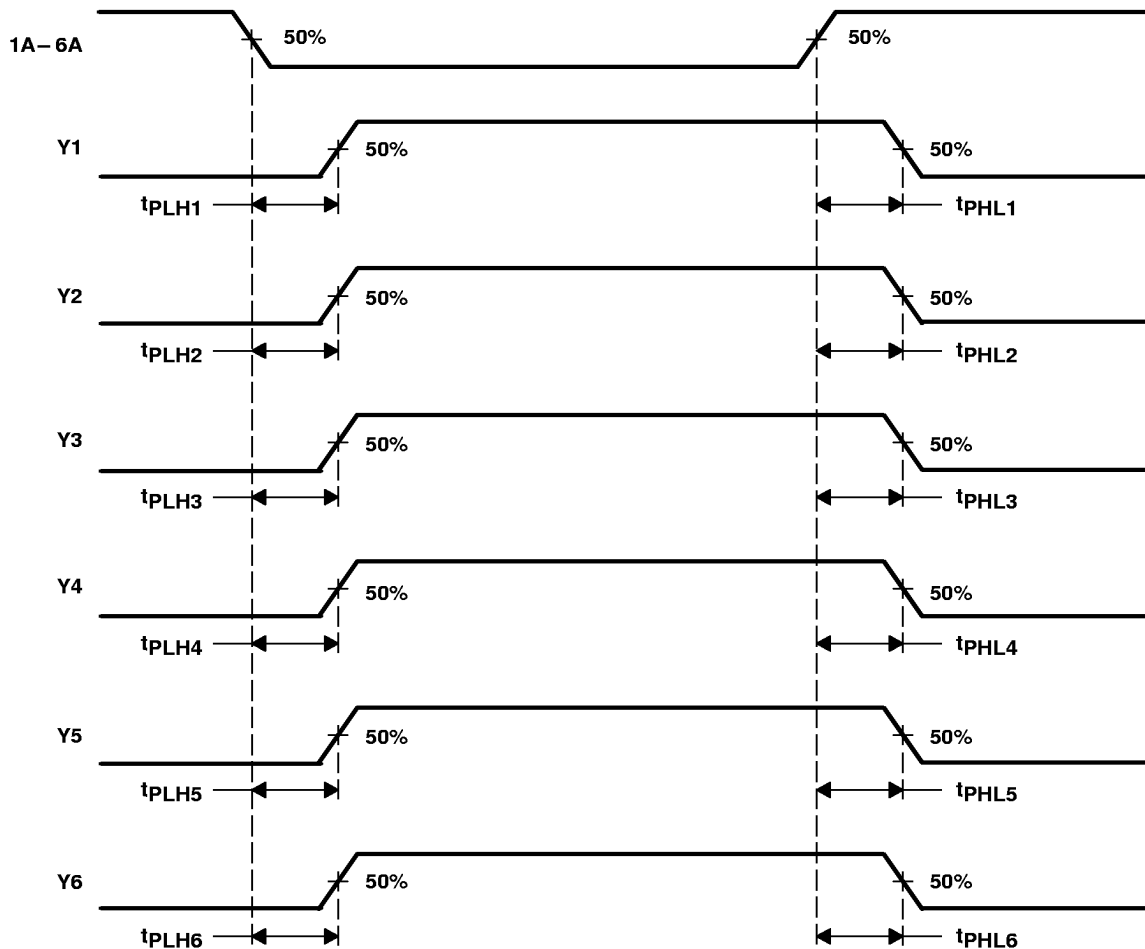 1A–6A 50% 50%
Y1 50% 50%
tPLH1 tPHL1
Y2 50% 50%
tPLH2 tPHL2
Y3 50% 50%
tPLH3 tPHL3
Y4 50% 50%
tPLH4 tPHL4
Y5 50% 50%
tPLH5 tPHL5
Y6 50% 50%
tPLH6 tPHL6